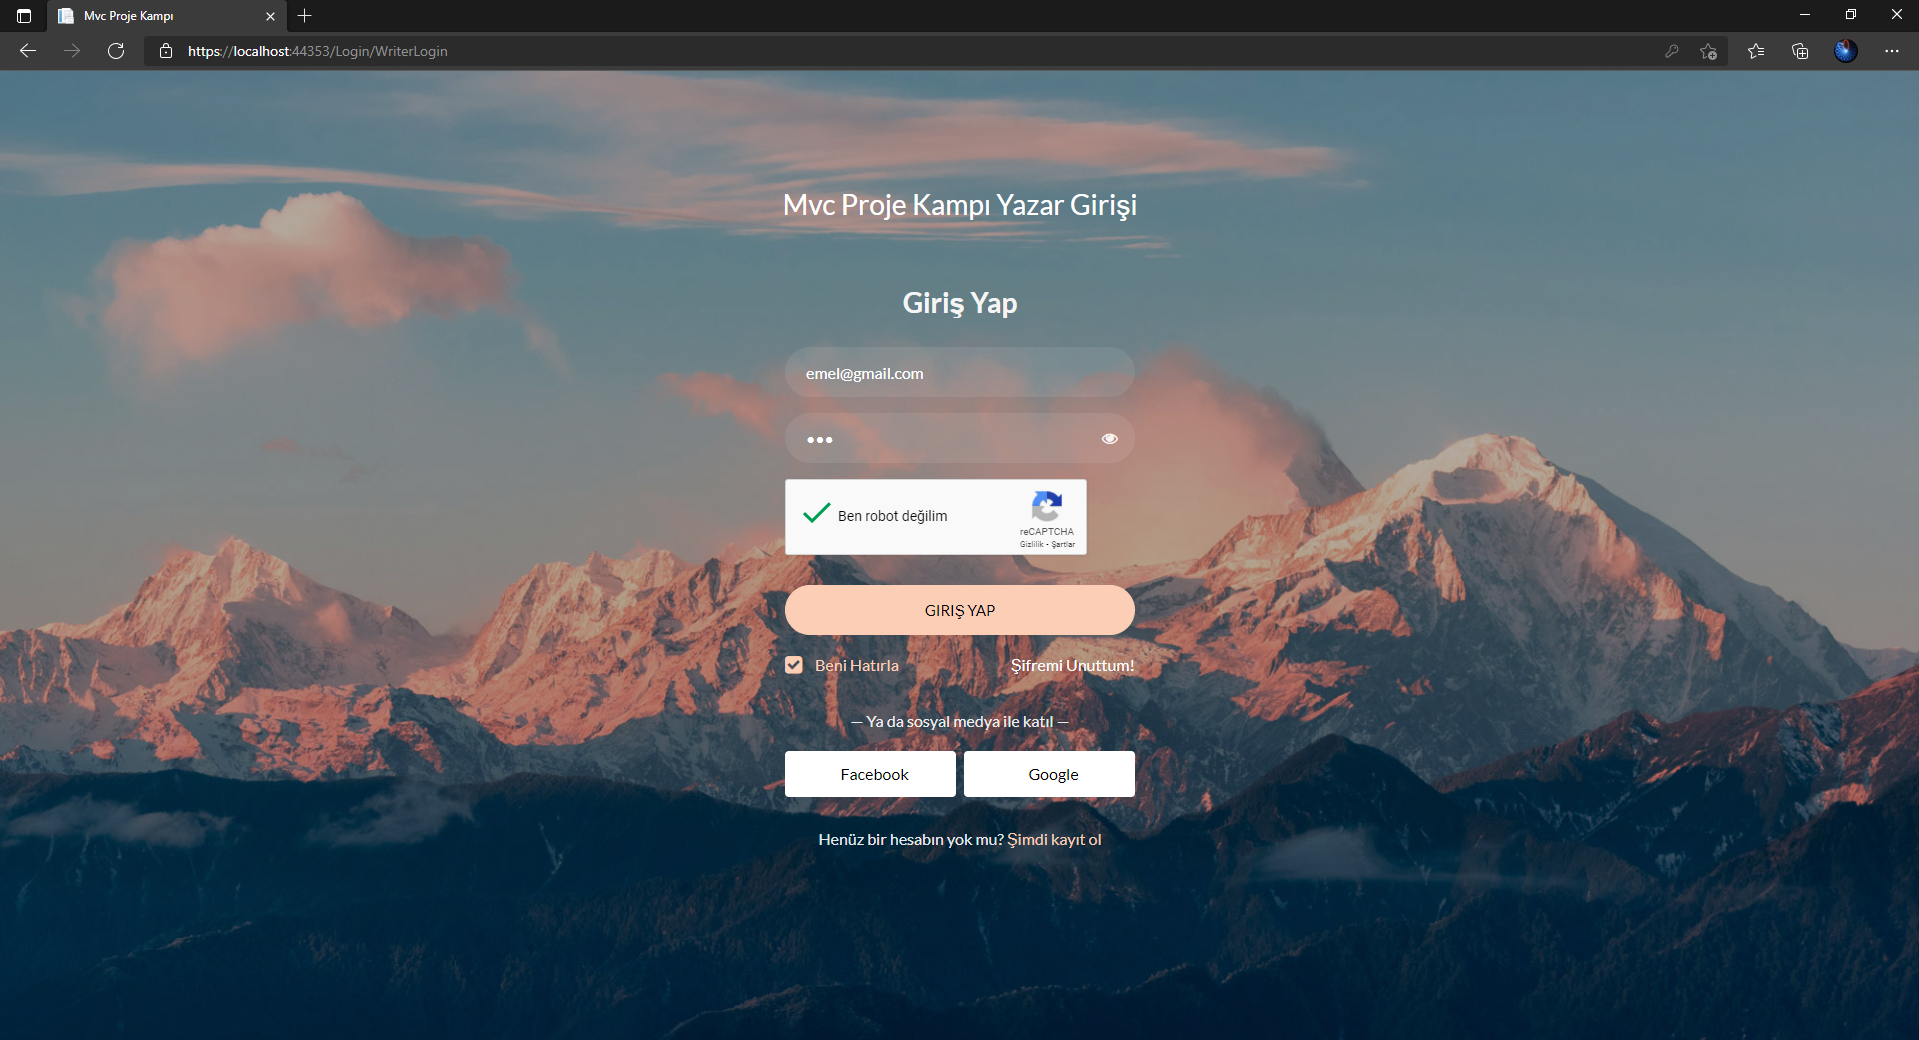 Mvc Proje Kampı
https://localhost:44353/Login/WriterLogin
Mvc Proje Kampı Yazar Girişi
Giriş Yap
emel@gmail.com
Ben robot değilim
reCAPTCHA
Gizlilik - Şartlar
GIRIŞ YAP
Beni Hatırla
Şifremi Unuttum!
— Ya da sosyal medya ile katıl —
Facebook
Google
Henüz bir hesabın yok mu? Şimdi kayıt ol